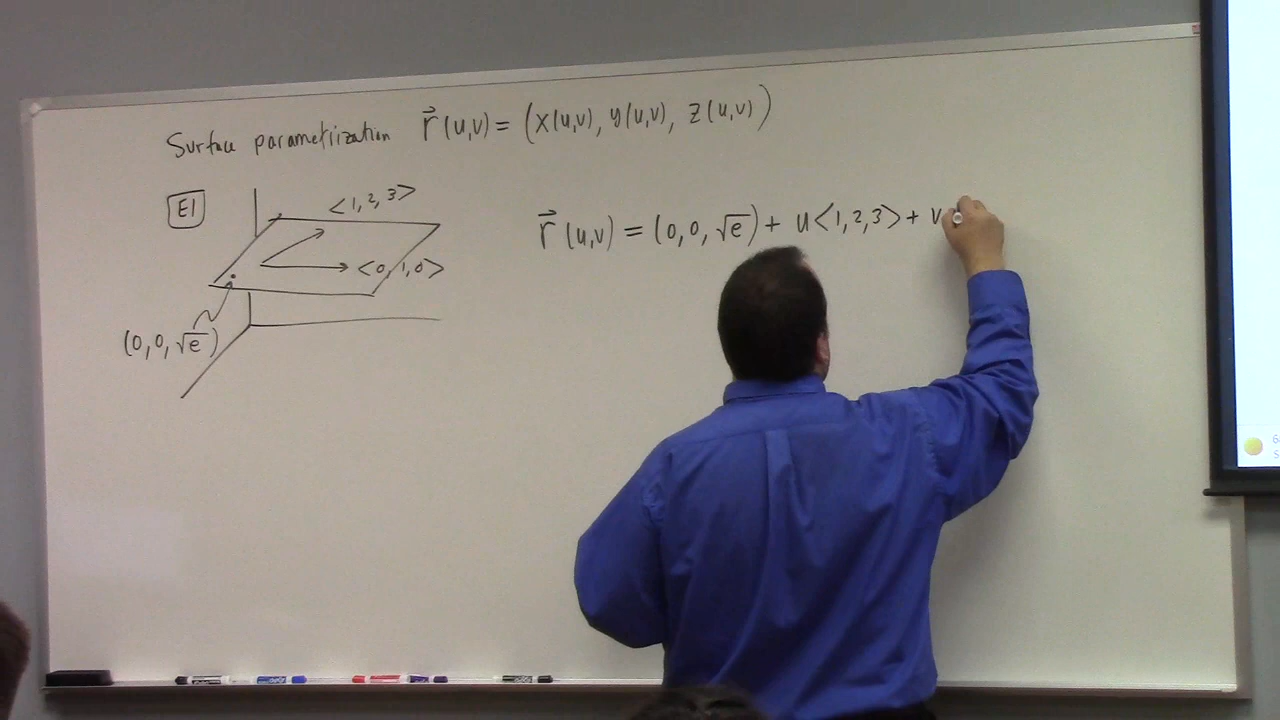 Surface parametrization r⃗(u,v) = (x(u,v), y(u,v), z(u,v))
E1
<1,2,3>
<0,1,0>
(0,0,√e)
r⃗(u,v) = (0,0,√e) + u<1,2,3> + v